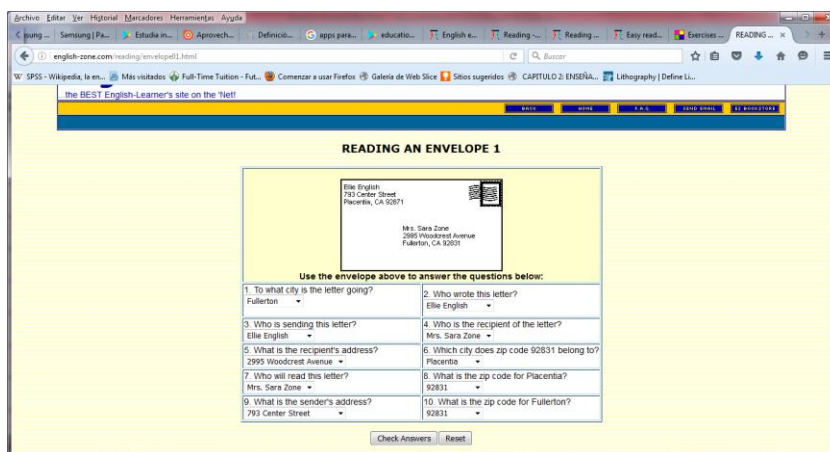 Archivo Editar Ver Historial Marcadores Herramientas Ayuda
Samsung | Pa... Estudia in... Aprovech... Definició... apps para... educatio... English e... Reading -... Reading ... Easy read... Exercises ... READING ...
english-zone.com/reading/envelope01.html
Buscar
SPSS - Wikipedia, la en... Más visitados Full-Time Tuition - Fut... Comenzar a usar Firefox Galería de Web Slice Sitios sugeridos CAPITULO 2: ENSEÑA... Lithography | Define Li...
...the BEST English-Learner's site on the 'Net!
BACK HOME F.A.Q. SEND EMAIL EZ BOOKSTORE
READING AN ENVELOPE 1
Ellie English
793 Center Street
Placentia, CA 92871
Mrs. Sara Zone
2995 Woodcrest Avenue
Fullerton, CA 92831
Use the envelope above to answer the questions below:
1. To what city is the letter going?
Fullerton
2. Who wrote this letter?
Ellie English
3. Who is sending this letter?
Ellie English
4. Who is the recipient of the letter?
Mrs. Sara Zone
5. What is the recipient's address?
2995 Woodcrest Avenue
6. Which city does zip code 92831 belong to?
Placentia
7. Who will read this letter?
Mrs. Sara Zone
8. What is the zip code for Placentia?
92831
9. What is the sender's address?
793 Center Street
10. What is the zip code for Fullerton?
92831
Check Answers Reset